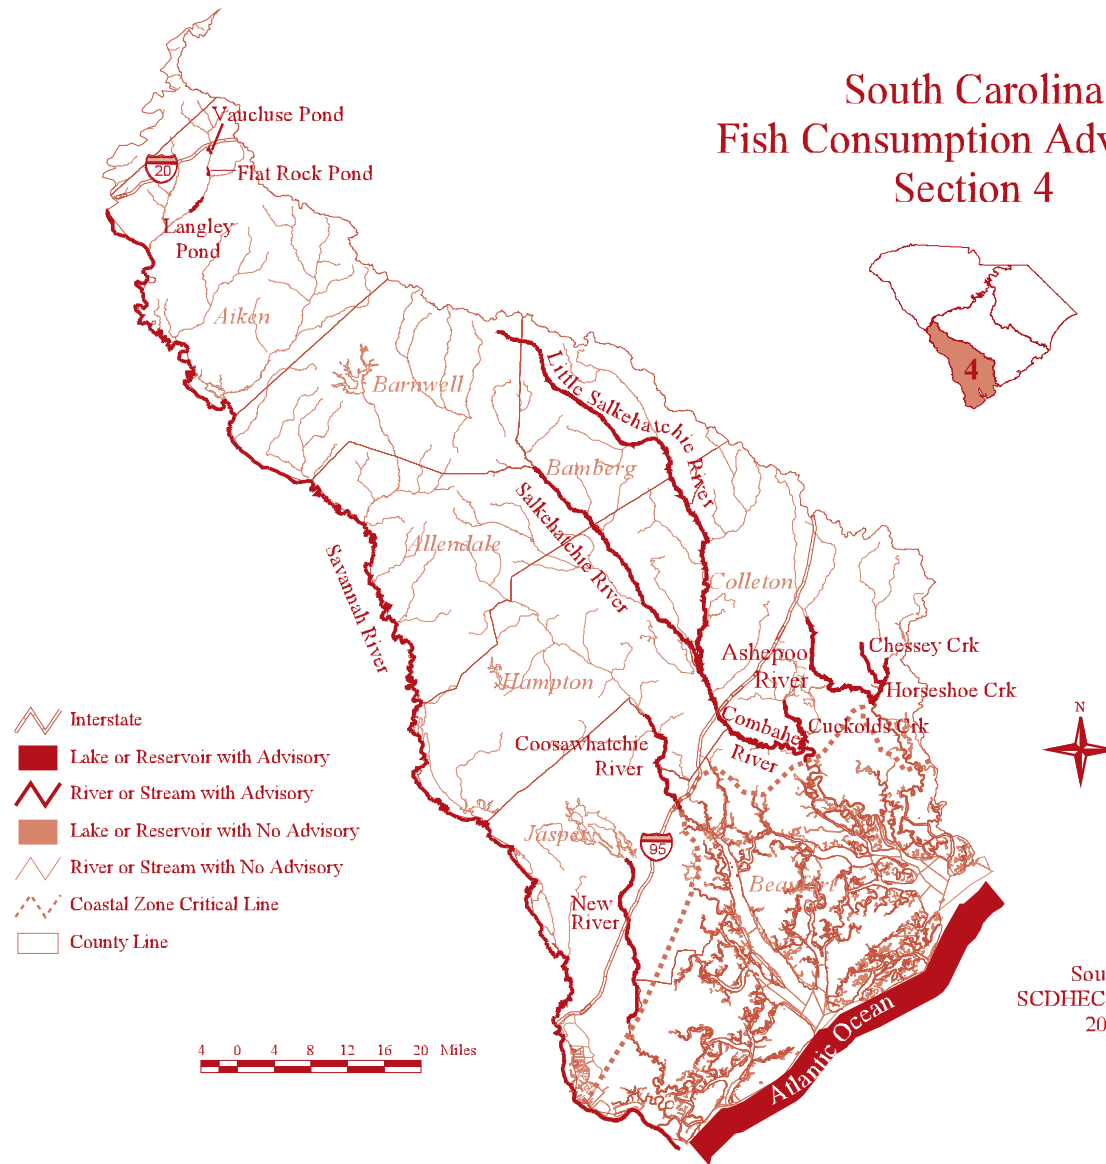 South Carolina
Fish Consumption Adv
Section 4
Vaucluse Pond
20
Flat Rock Pond
Langley
Pond
Aiken
4
Barnwell
Little Salkehatchie River
Bamberg
Salkehatchie River
Allendale
Savannah River
Colleton
Ashepoo
River
Chessey Crk
Horseshoe Crk
Hampton
Combahee
River
Cuckolds Crk
Coosawhatchie
River
N
Interstate
Lake or Reservoir with Advisory
River or Stream with Advisory
Lake or Reservoir with No Advisory
River or Stream with No Advisory
Coastal Zone Critical Line
County Line
Jasper
95
Beaufort
New
River
Sou
SCDHEC
20
Atlantic Ocean
4 0 4 8 12 16 20 Miles